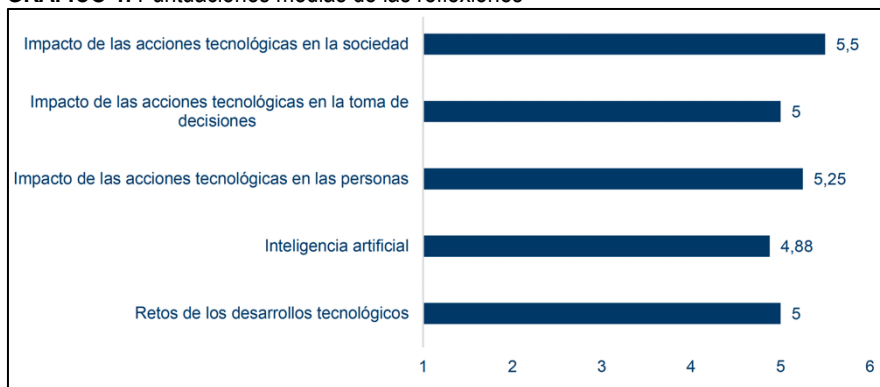 Impacto de las acciones tecnológicas en la sociedad
5,5
Impacto de las acciones tecnológicas en la toma de
decisiones
5
Impacto de las acciones tecnológicas en las personas
5,25
Inteligencia artificial
4,88
Retos de los desarrollos tecnológicos
5
1 2 3 4 5 6